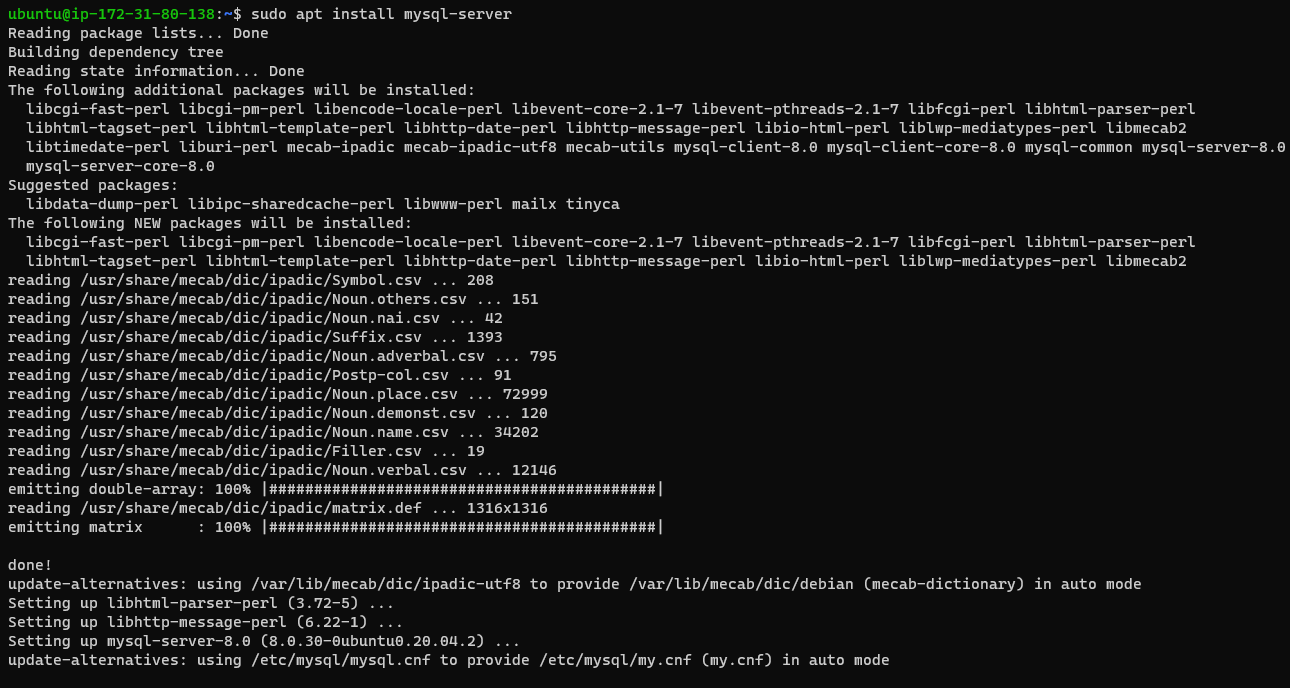 ubuntu@ip-172-31-80-138:~$ sudo apt install mysql-server
Reading package lists... Done
Building dependency tree
Reading state information... Done
The following additional packages will be installed:
  libcgi-fast-perl libcgi-pm-perl libencode-locale-perl libevent-core-2.1-7 libevent-pthreads-2.1-7 libfcgi-perl libhtml-parser-perl
  libhtml-tagset-perl libhtml-template-perl libhttp-date-perl libhttp-message-perl libio-html-perl liblwp-mediatypes-perl libmecab2
  libtimedate-perl liburi-perl mecab-ipadic mecab-ipadic-utf8 mecab-utils mysql-client-8.0 mysql-client-core-8.0 mysql-common mysql-server-8.0
  mysql-server-core-8.0
Suggested packages:
  libdata-dump-perl libipc-sharedcache-perl libwww-perl mailx tinyca
The following NEW packages will be installed:
  libcgi-fast-perl libcgi-pm-perl libencode-locale-perl libevent-core-2.1-7 libevent-pthreads-2.1-7 libfcgi-perl libhtml-parser-perl
  libhtml-tagset-perl libhtml-template-perl libhttp-date-perl libhttp-message-perl libio-html-perl liblwp-mediatypes-perl libmecab2
reading /usr/share/mecab/dic/ipadic/Symbol.csv ... 208
reading /usr/share/mecab/dic/ipadic/Noun.others.csv ... 151
reading /usr/share/mecab/dic/ipadic/Noun.nai.csv ... 42
reading /usr/share/mecab/dic/ipadic/Suffix.csv ... 1393
reading /usr/share/mecab/dic/ipadic/Noun.adverbal.csv ... 795
reading /usr/share/mecab/dic/ipadic/Postp-col.csv ... 91
reading /usr/share/mecab/dic/ipadic/Noun.place.csv ... 72999
reading /usr/share/mecab/dic/ipadic/Noun.demonst.csv ... 120
reading /usr/share/mecab/dic/ipadic/Noun.name.csv ... 34202
reading /usr/share/mecab/dic/ipadic/Filler.csv ... 19
reading /usr/share/mecab/dic/ipadic/Noun.verbal.csv ... 12146
emitting double-array: 100% |###########################################|
reading /usr/share/mecab/dic/ipadic/matrix.def ... 1316x1316
emitting matrix      : 100% |###########################################|

done!
update-alternatives: using /var/lib/mecab/dic/ipadic-utf8 to provide /var/lib/mecab/dic/debian (mecab-dictionary) in auto mode
Setting up libhtml-parser-perl (3.72-5) ...
Setting up libhttp-message-perl (6.22-1) ...
Setting up mysql-server-8.0 (8.0.30-0ubuntu0.20.04.2) ...
update-alternatives: using /etc/mysql/mysql.cnf to provide /etc/mysql/my.cnf (my.cnf) in auto mode